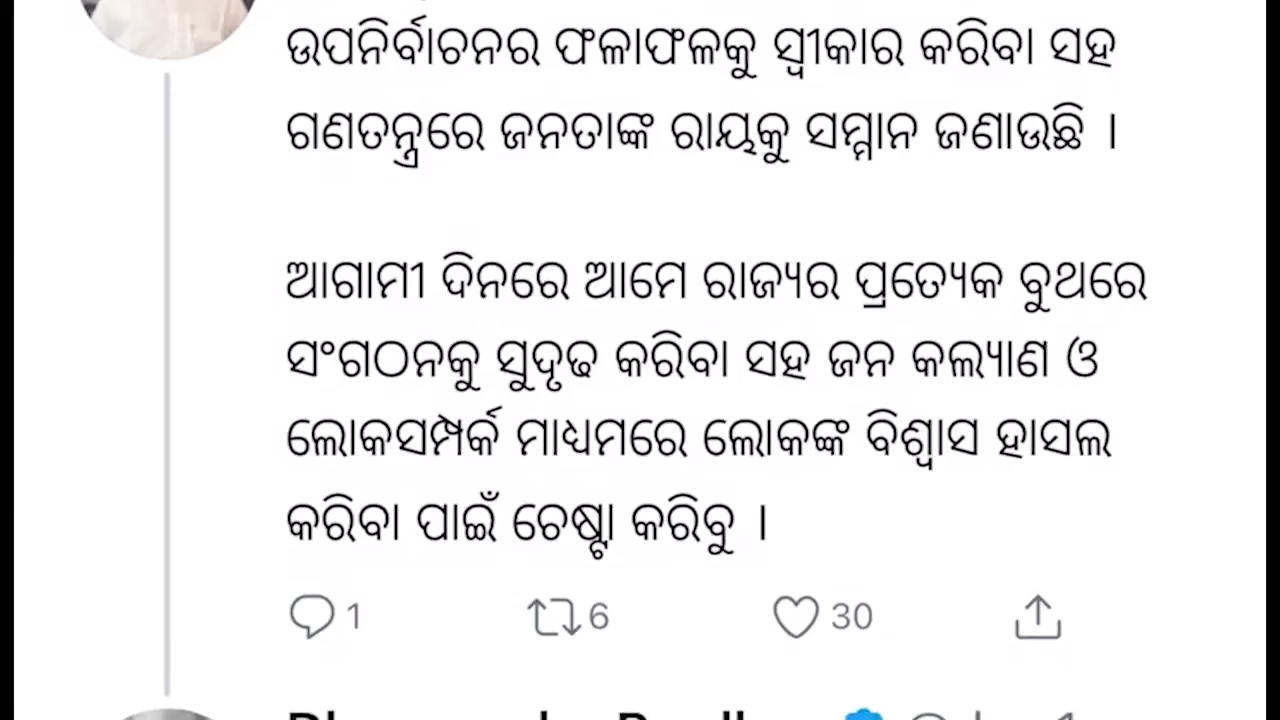 ଉପନିର୍ବାଚନର ଫଳାଫଳକୁ ସ୍ୱୀକାର କରିବା ସହ
ଗଣତନ୍ତ୍ରରେ ଜନତାଙ୍କ ରାୟକୁ ସମ୍ମାନ ଜଣାଉଛି ।
ଆଗାମୀ ଦିନରେ ଆମେ ରାଜ୍ୟର ପ୍ରତ୍ୟେକ ବୁଥରେ
ସଂଗଠନକୁ ସୁଦୃଢ କରିବା ସହ ଜନ କଲ୍ୟାଣ ଓ
ଲୋକସମ୍ପର୍କ ମାଧ୍ୟମରେ ଲୋକଙ୍କ ବିଶ୍ୱାସ ହାସଲ
କରିବା ପାଇଁ ଚେଷ୍ଟା କରିବୁ ।
1 6 30